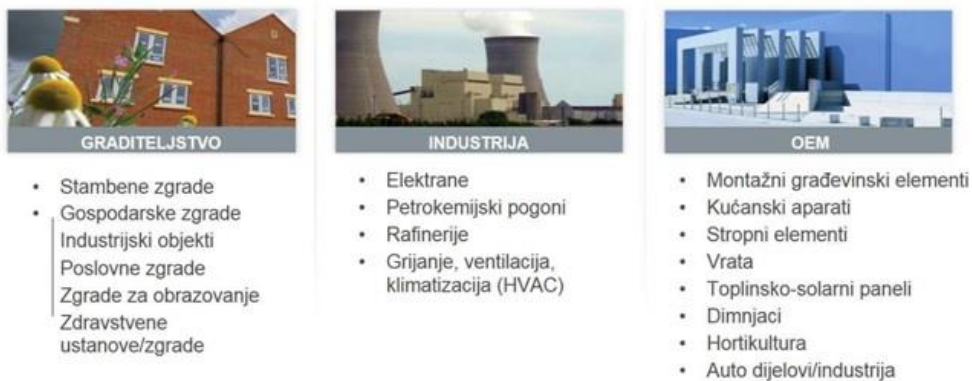 GRADITELJSTVO
• Stambene zgrade
• Gospodarske zgrade
Industrijski objekti
Poslovne zgrade
Zgrade za obrazovanje
Zdravstvene
ustanove/zgrade
INDUSTRIJA
• Elektrane
• Petrokemijski pogoni
• Rafinerije
• Grijanje, ventilacija,
klimatizacija (HVAC)
OEM
• Montažni građevinski elementi
• Kućanski aparati
• Stropni elementi
• Vrata
• Toplinsko-solarni paneli
• Dimnjaci
• Hortikultura
• Auto dijelovi/industrija